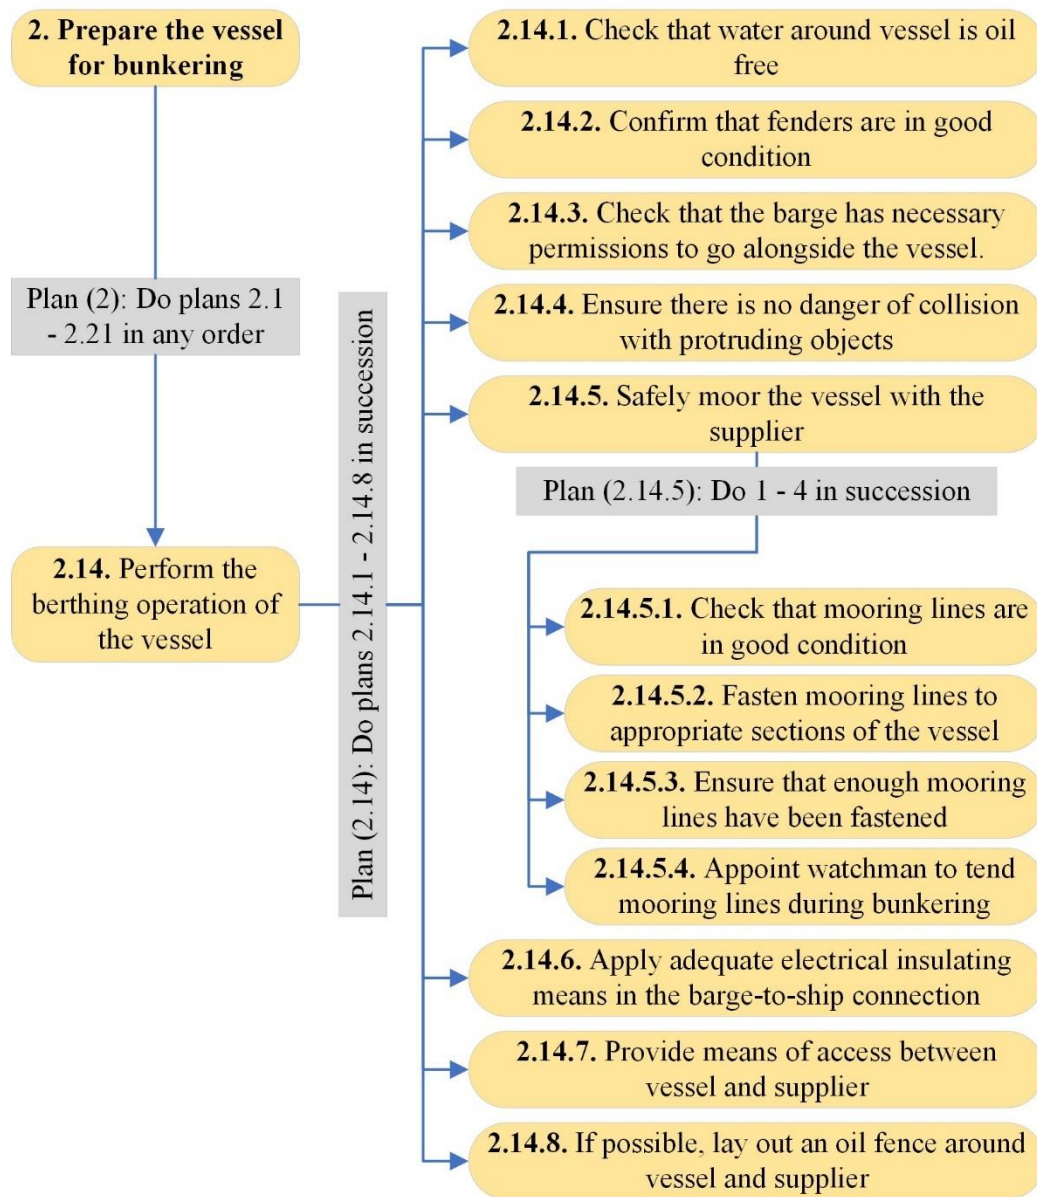 2. Prepare the vessel
for bunkering
Plan (2): Do plans 2.1
- 2.21 in any order
2.14. Perform the
berthing operation of
the vessel
Plan (2.14): Do plans 2.14.1 - 2.14.8 in succession
2.14.1. Check that water around vessel is oil
free
2.14.2. Confirm that fenders are in good
condition
2.14.3. Check that the barge has necessary
permissions to go alongside the vessel.
2.14.4. Ensure there is no danger of collision
with protruding objects
2.14.5. Safely moor the vessel with the
supplier
Plan (2.14.5): Do 1 - 4 in succession
2.14.5.1. Check that mooring lines are
in good condition
2.14.5.2. Fasten mooring lines to
appropriate sections of the vessel
2.14.5.3. Ensure that enough mooring
lines have been fastened
2.14.5.4. Appoint watchman to tend
mooring lines during bunkering
2.14.6. Apply adequate electrical insulating
means in the barge-to-ship connection
2.14.7. Provide means of access between
vessel and supplier
2.14.8. If possible, lay out an oil fence around
vessel and supplier